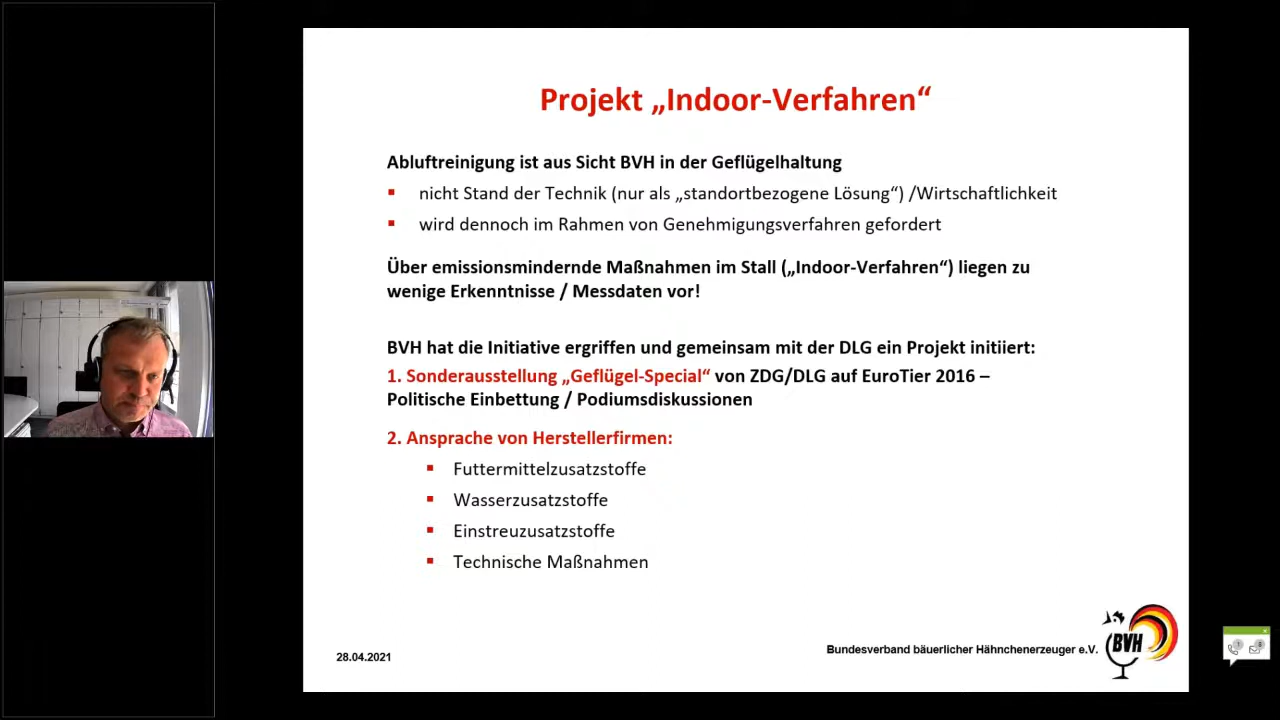 Projekt „Indoor-Verfahren“
Abluftreinigung ist aus Sicht BVH in der Geflügelhaltung
▪ nicht Stand der Technik (nur als „standortbezogene Lösung“) /Wirtschaftlichkeit
▪ wird dennoch im Rahmen von Genehmigungsverfahren gefordert
Über emissionsmindernde Maßnahmen im Stall („Indoor-Verfahren“) liegen zu
wenige Erkenntnisse / Messdaten vor!
BVH hat die Initiative ergriffen und gemeinsam mit der DLG ein Projekt initiiert:
1. Sonderausstellung „Geflügel-Special“ von ZDG/DLG auf EuroTier 2016 –
Politische Einbettung / Podiumsdiskussionen
2. Ansprache von Herstellerfirmen:
▪ Futtermittelzusatzstoffe
▪ Wasserzusatzstoffe
▪ Einstreuzusatzstoffe
▪ Technische Maßnahmen
28.04.2021
Bundesverband bäuerlicher Hähnchenerzeuger e.V.
BVH